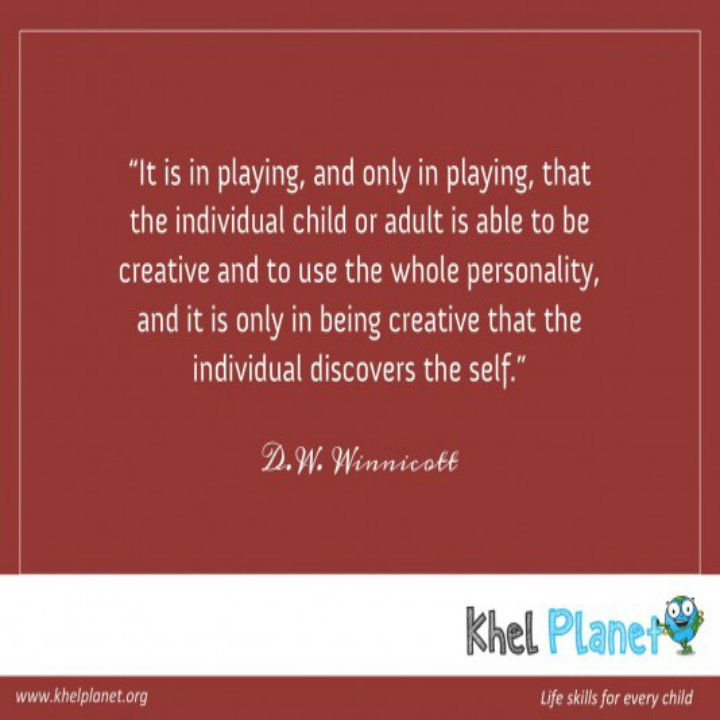 “It is in playing, and only in playing, that
the individual child or adult is able to be
creative and to use the whole personality,
and it is only in being creative that the
individual discovers the self.”
D.W. Winnicott
Khel Planet
www.khelplanet.org
Life skills for every child